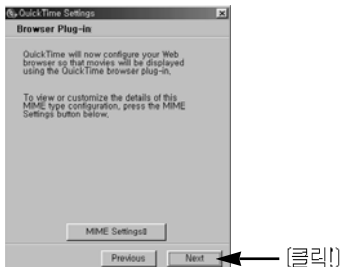 QuickTime Settings
Browser Plug-in
QuickTime will now configure your Web
browser so that movies will be displayed
using the QuickTime browser plug-in.
To view or customize the details of this
MIME type configuration, press the MIME
Settings button below.
MIME Settings
Previous
Next
(클릭!)